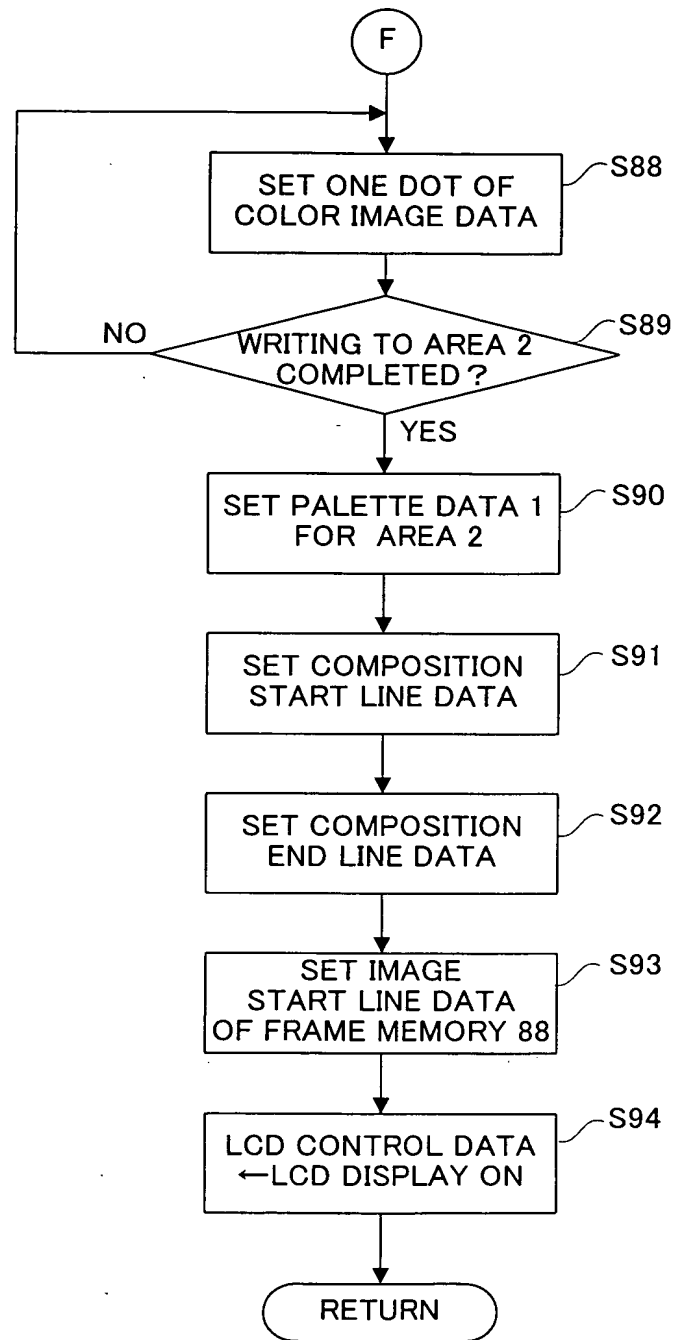 F
S88
SET ONE DOT OF
COLOR IMAGE DATA
S89
NO
WRITING TO AREA 2
COMPLETED?
YES
S90
SET PALETTE DATA 1
FOR AREA 2
S91
SET COMPOSITION
START LINE DATA
S92
SET COMPOSITION
END LINE DATA
S93
SET IMAGE
START LINE DATA
OF FRAME MEMORY 88
S94
LCD CONTROL DATA
←LCD DISPLAY ON
RETURN